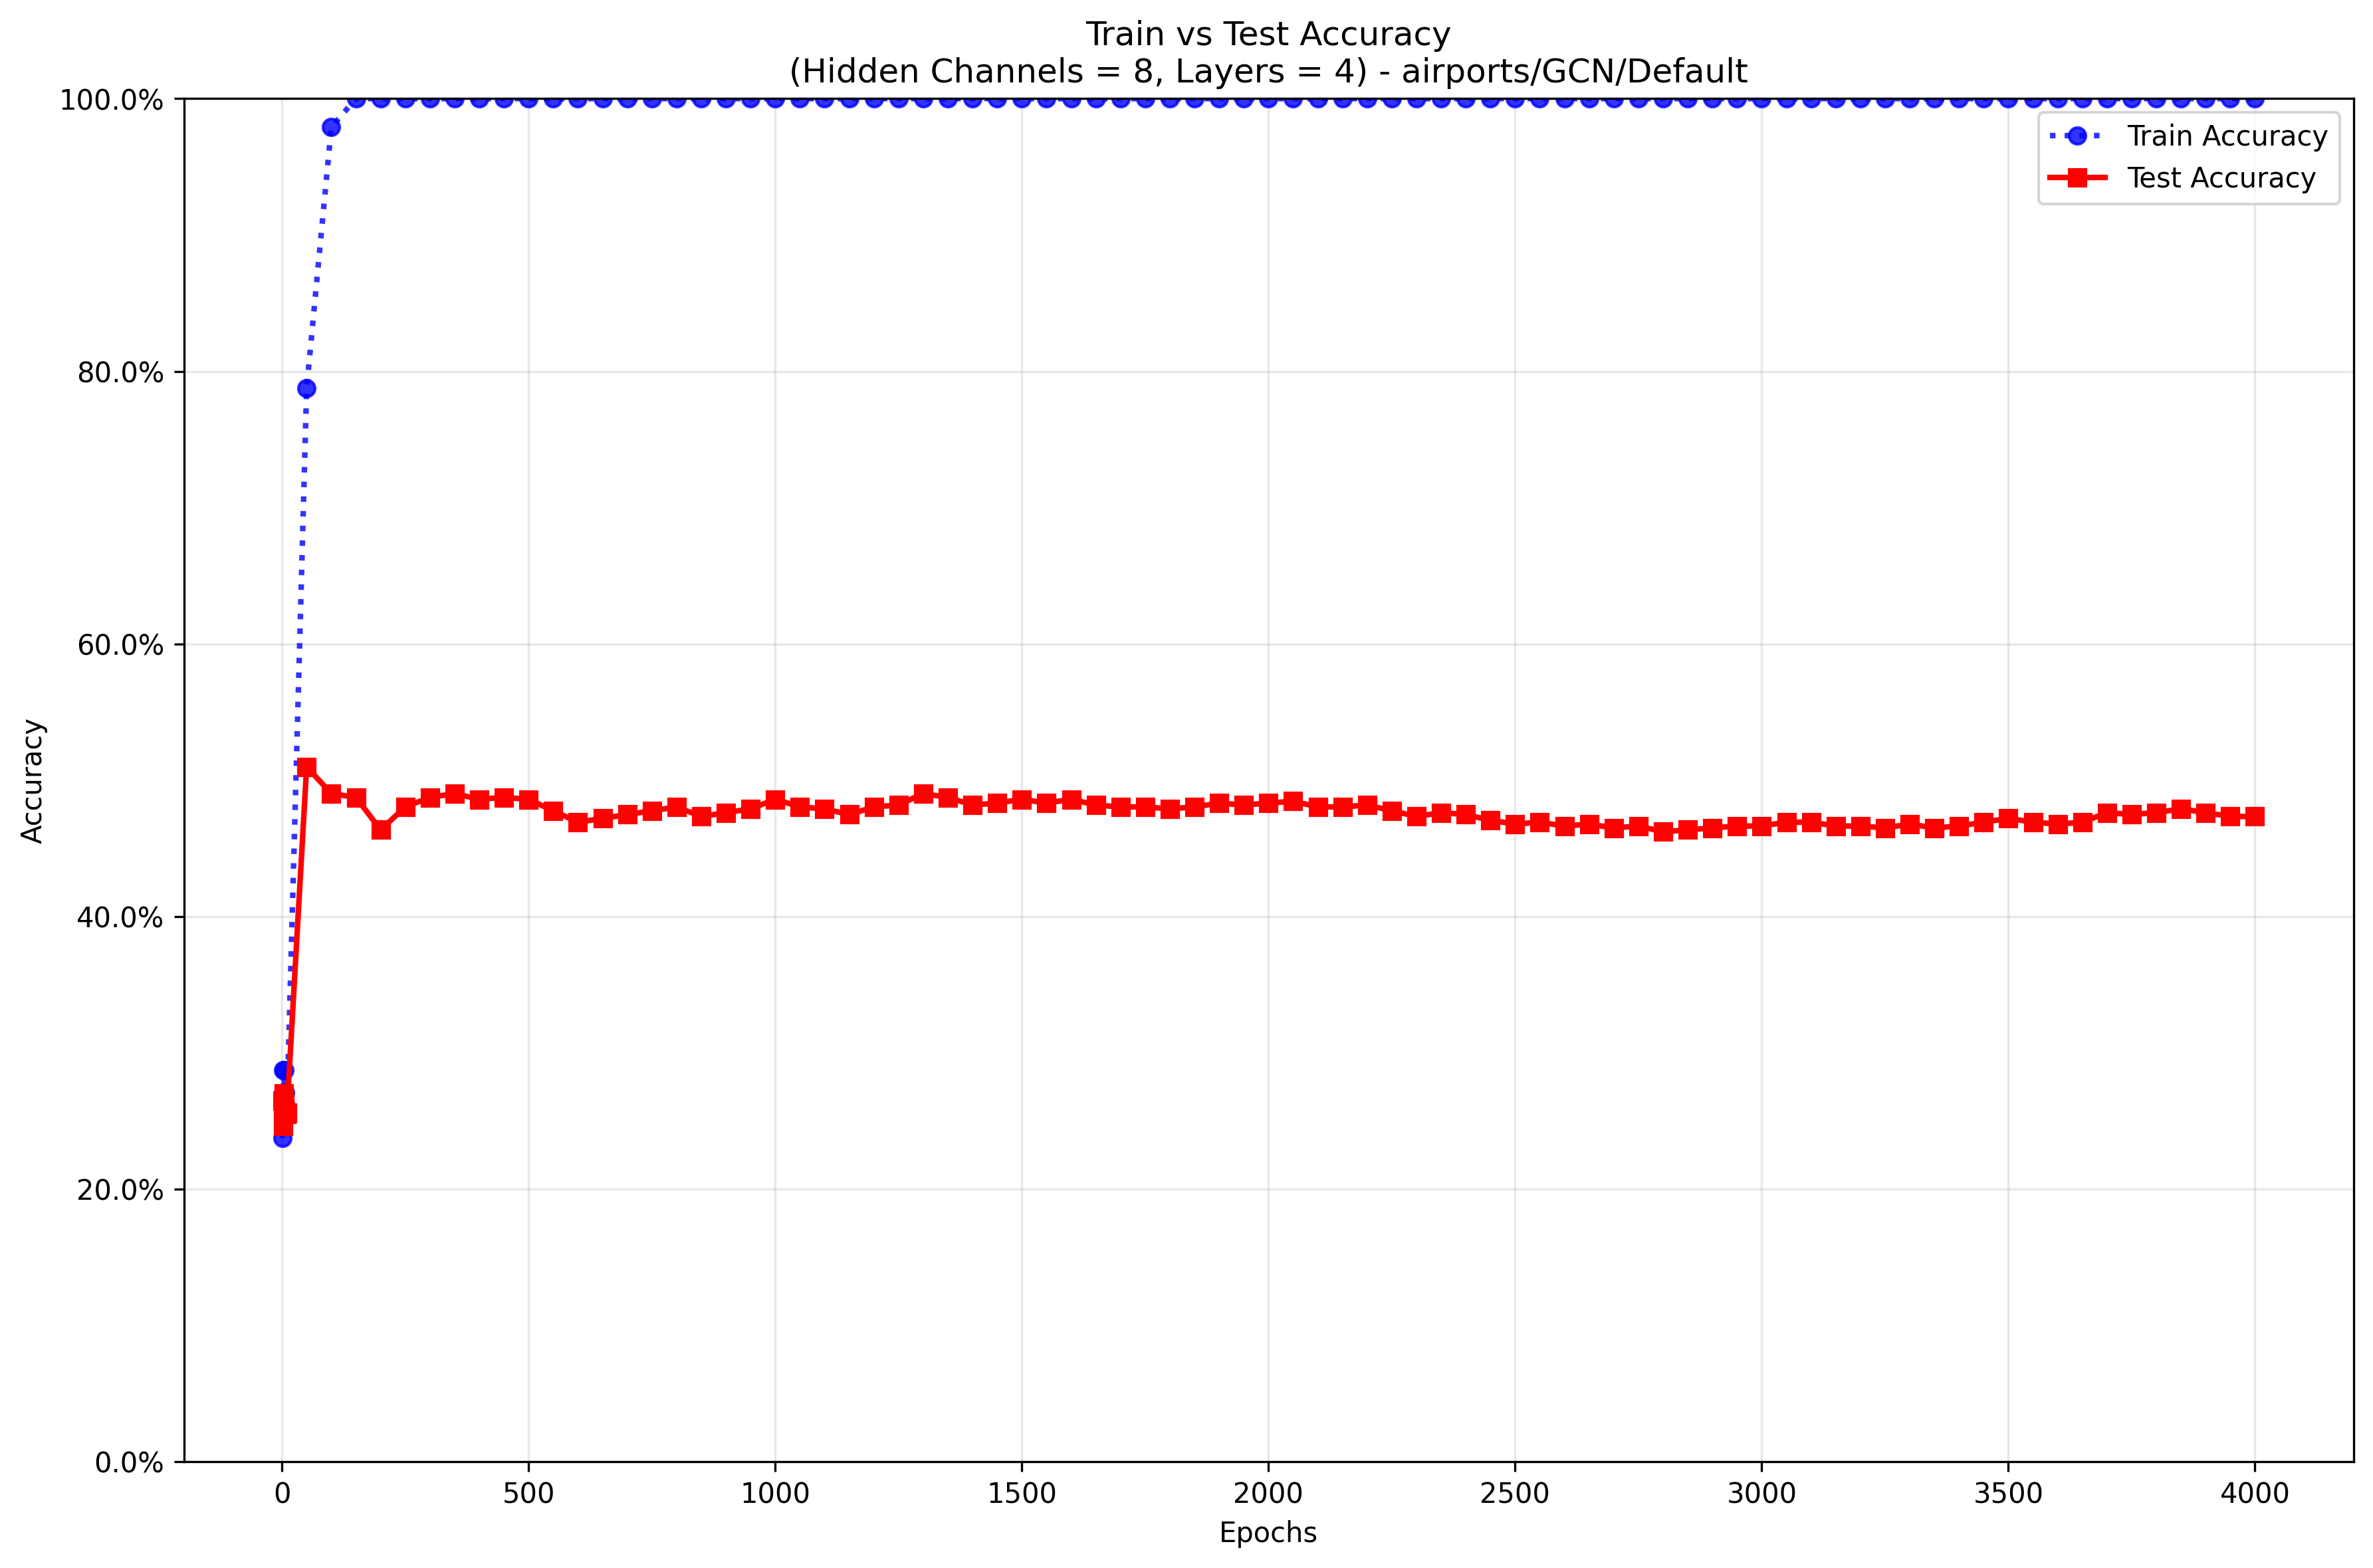 Train vs Test Accuracy
(Hidden Channels = 8, Layers = 4) - airports/GCN/Default
100.0%
80.0%
60.0%
40.0%
20.0%
0.0%
Accuracy
Train Accuracy
Test Accuracy
0 500 1000 1500 2000 2500 3000 3500 4000
Epochs